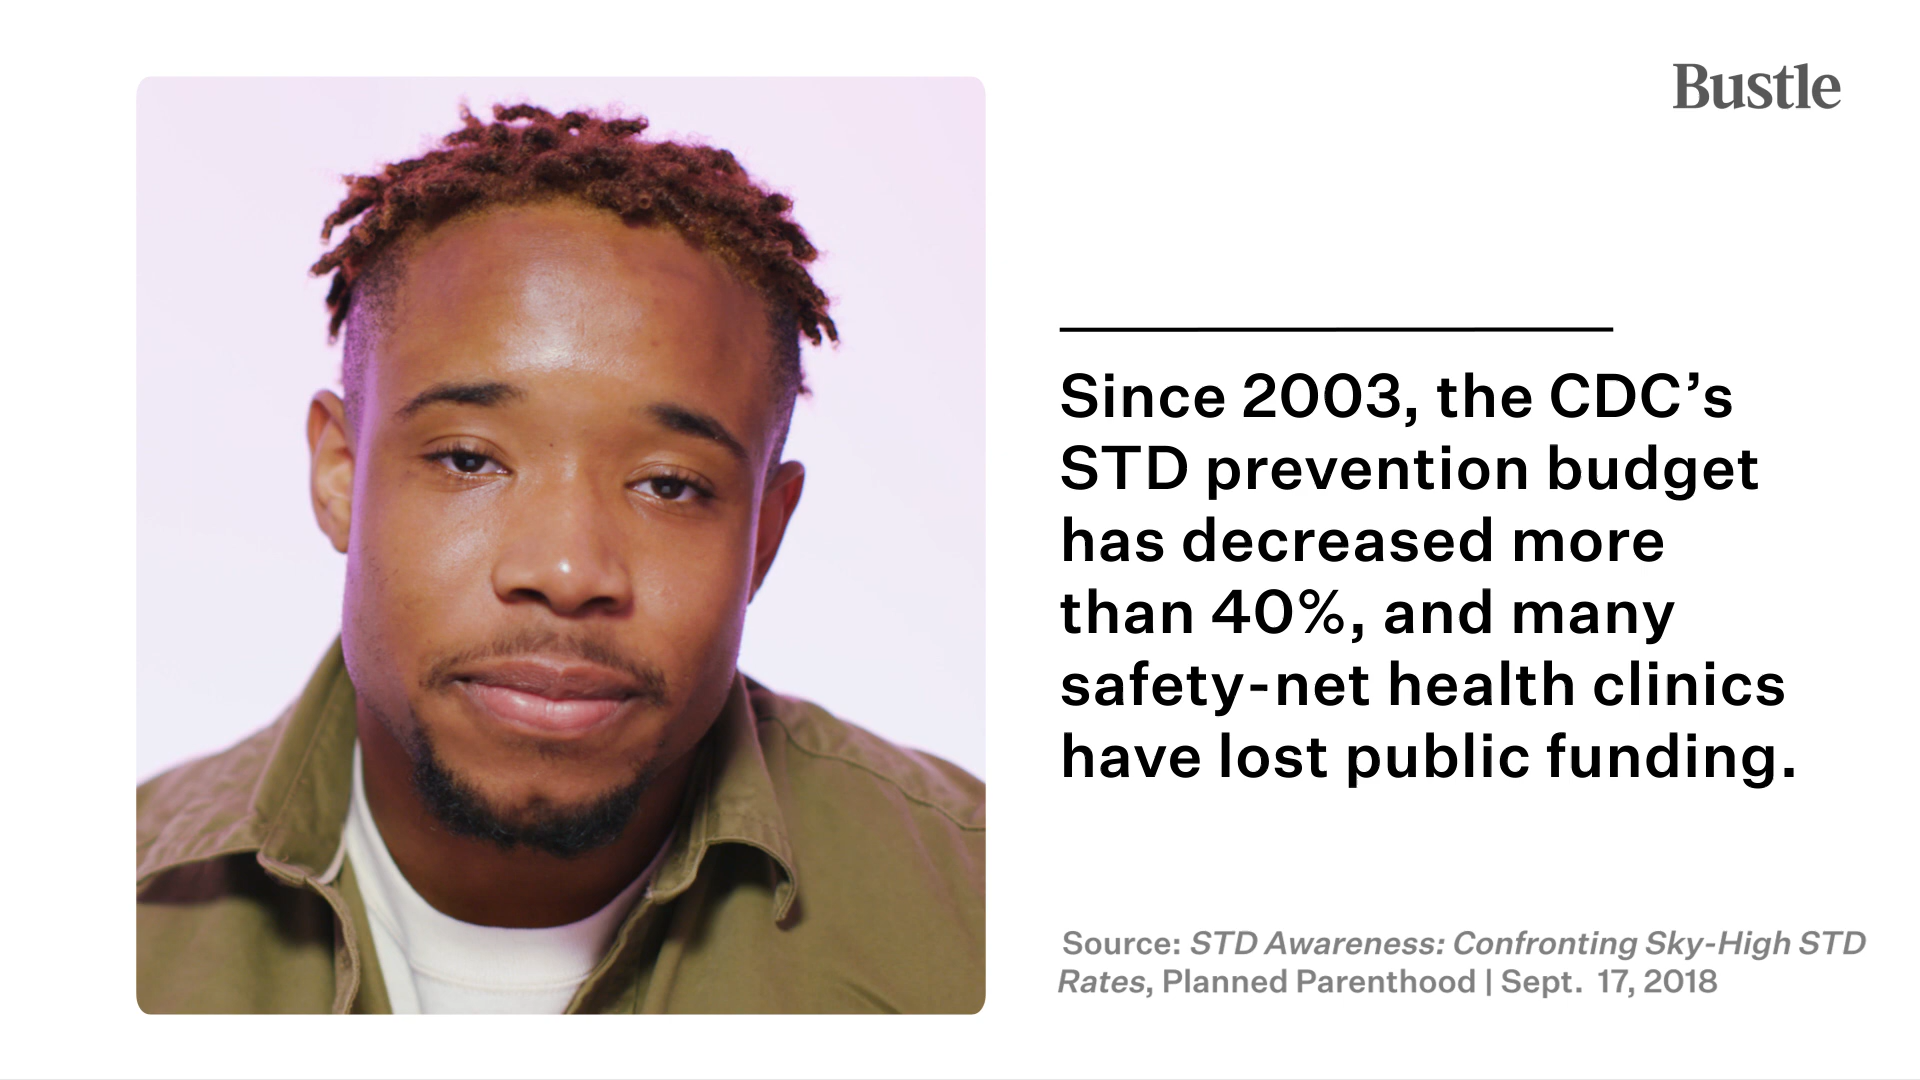 Bustle
Since 2003, the CDC’s
STD prevention budget
has decreased more
than 40%, and many
safety-net health clinics
have lost public funding.
Source: STD Awareness: Confronting Sky-High STD
Rates, Planned Parenthood | Sept. 17, 2018